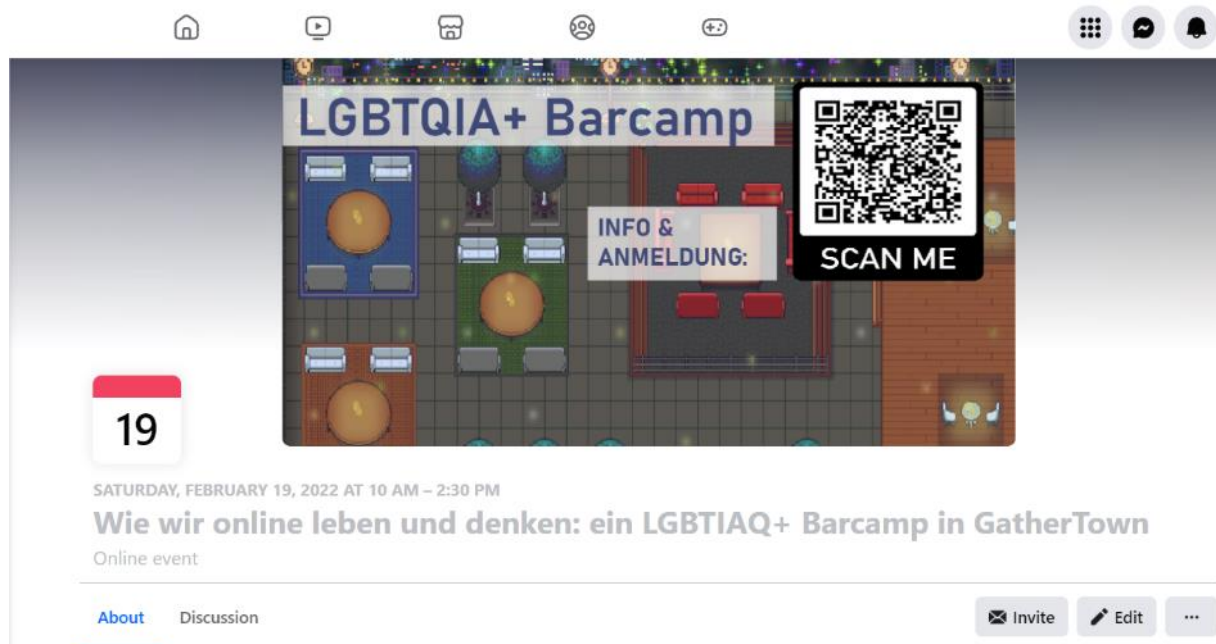 LGBTQIA+ Barcamp
INFO &
ANMELDUNG:
SCAN ME
19
SATURDAY, FEBRUARY 19, 2022 AT 10 AM – 2:30 PM
Wie wir online leben und denken: ein LGBTIAQ+ Barcamp in GatherTown
Online event
About Discussion Invite Edit ...